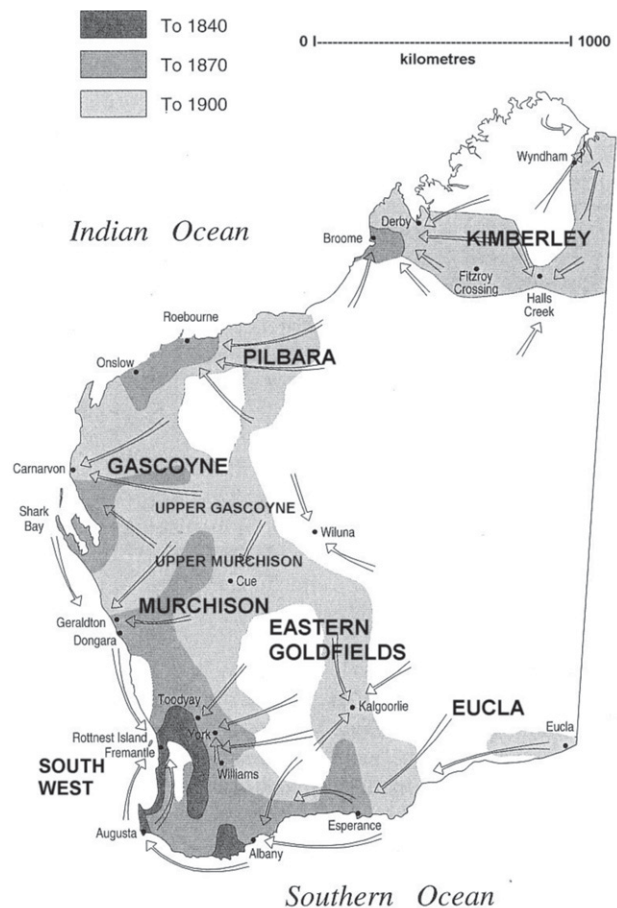 To 1840
To 1870
To 1900
0 1000
kilometres
Indian Ocean
Wyndham
Derby
Broome
KIMBERLEY
Fitzroy
Crossing
Halls
Creek
Roebourne
Onslow
PILBARA
Carnarvon
GASCOYNE
Shark
Bay
UPPER GASCOYNE
Wiluna
UPPER MURCHISON
Cue
MURCHISON
Geraldton
Dongara
EASTERN
GOLDFIELDS
Toodyay
Kalgoorlie
EUCLA
Eucla
York
Rottnest Island
Fremantle
SOUTH
WEST
Williams
Augusta
Albany
Esperance
Southern Ocean